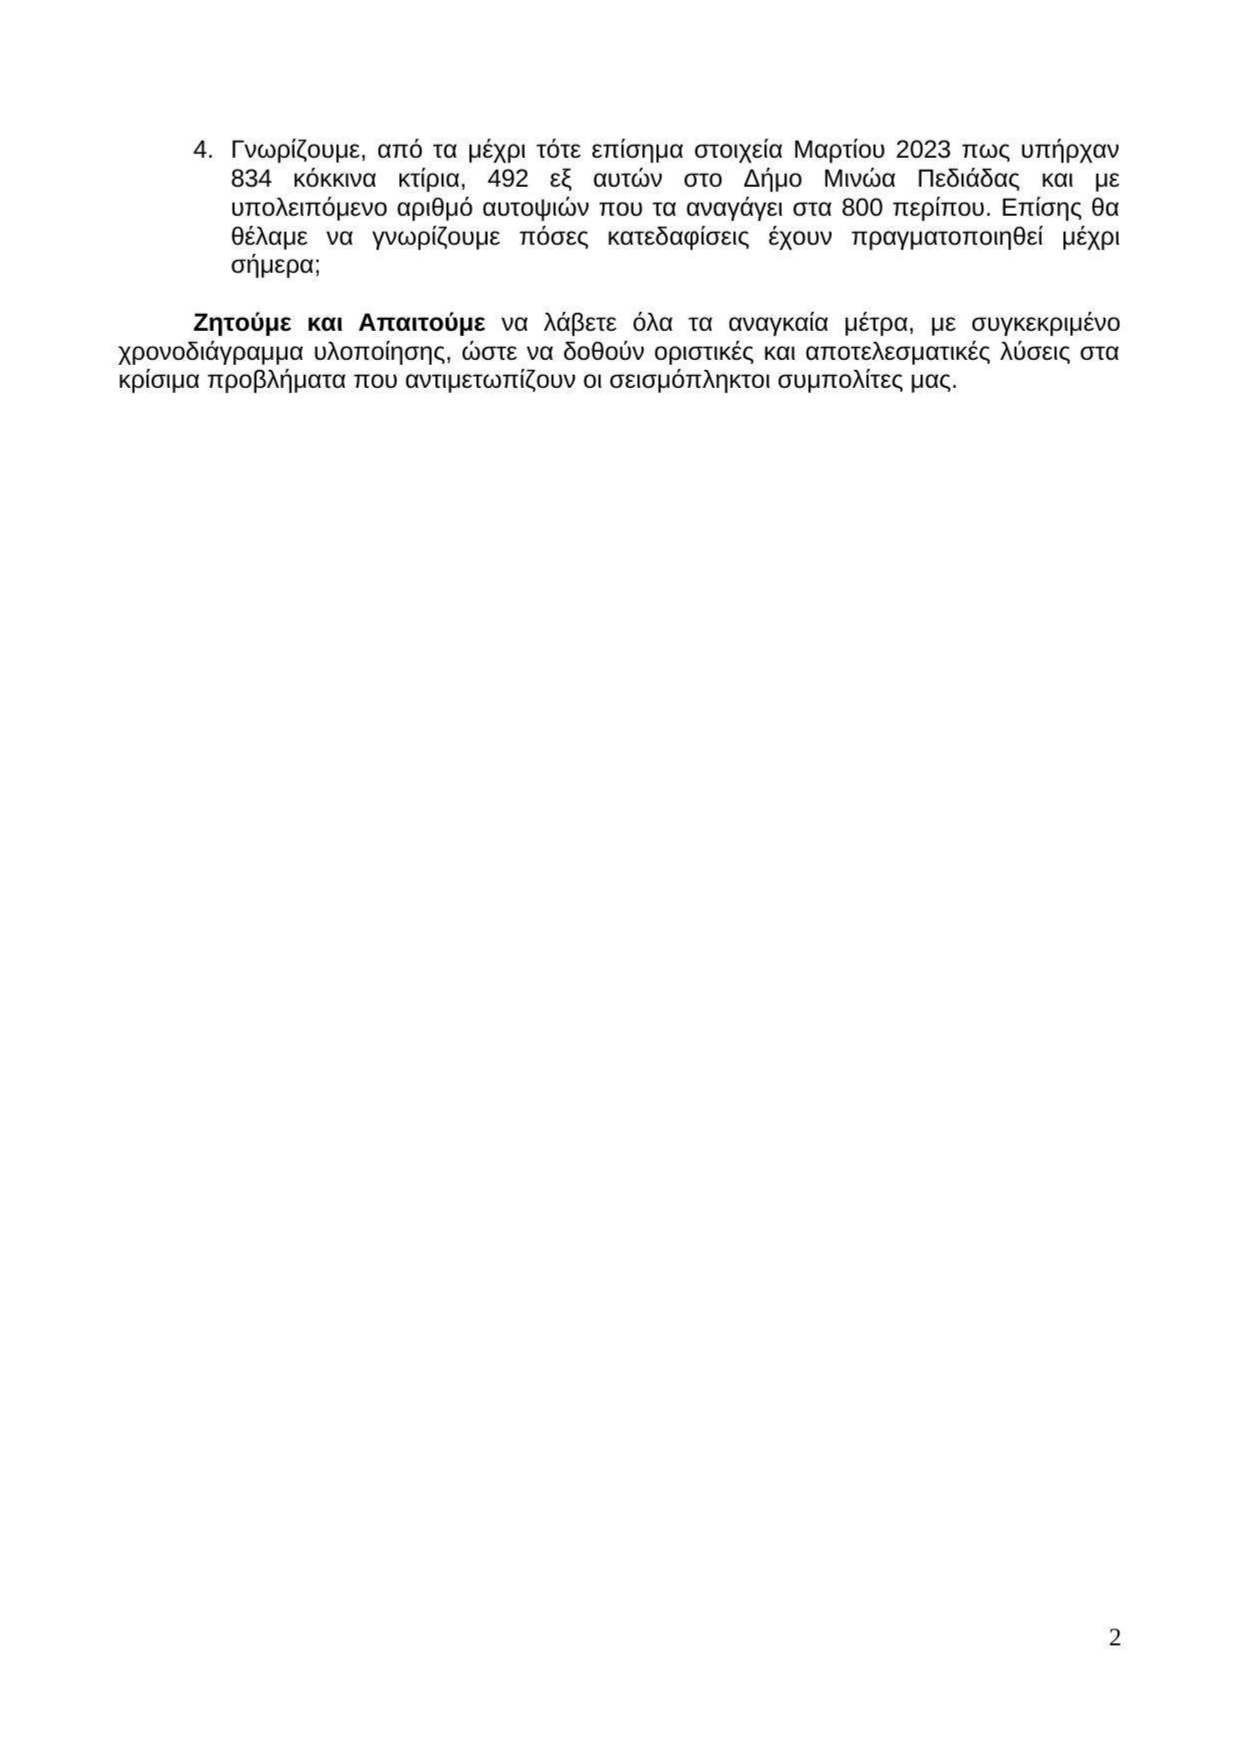 4. Γνωρίζουμε, από τα μέχρι τότε επίσημα στοιχεία Μαρτίου 2023 πως υπήρχαν
834 κόκκινα κτίρια, 492 εξ αυτών στο Δήμο Μινώα Πεδιάδας και με
υπολειπόμενο αριθμό αυτοψιών που τα αναγάγει στα 800 περίπου. Επίσης θα
θέλαμε να γνωρίζουμε πόσες κατεδαφίσεις έχουν πραγματοποιηθεί μέχρι
σήμερα;
Ζητούμε και Απαιτούμε να λάβετε όλα τα αναγκαία μέτρα, με συγκεκριμένο
χρονοδιάγραμμα υλοποίησης, ώστε να δοθούν οριστικές και αποτελεσματικές λύσεις στα
κρίσιμα προβλήματα που αντιμετωπίζουν οι σεισμόπληκτοι συμπολίτες μας.
2